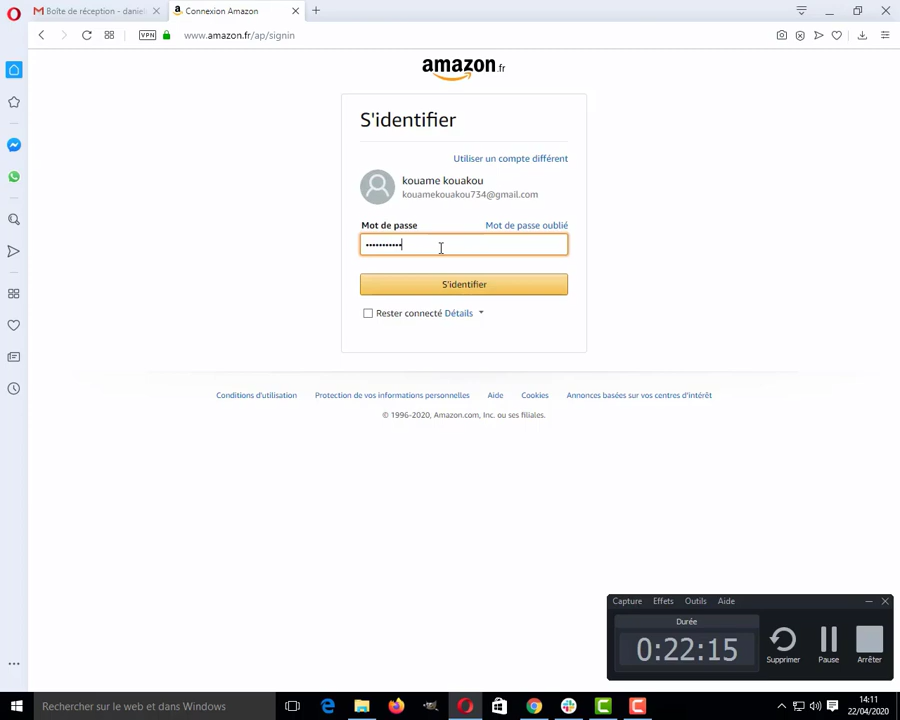 Boîte de réception - daniel
Connexion Amazon
VPN
www.amazon.fr/ap/signin
amazon.fr
S'identifier
Utiliser un compte différent
kouame kouakou
kouamekouakou734@gmail.com
Mot de passe
Mot de passe oublié
•••••••••••
S'identifier
Rester connecté Détails
Conditions d'utilisation
Protection de vos informations personnelles
Aide
Cookies
Annonces basées sur vos centres d'intérêt
© 1996-2020, Amazon.com, Inc. ou ses filiales.
Capture Effets Outils Aide
Durée
0:22:15
Supprimer
Pause
Arrêter
Rechercher sur le web et dans Windows
14:11
22/04/2020